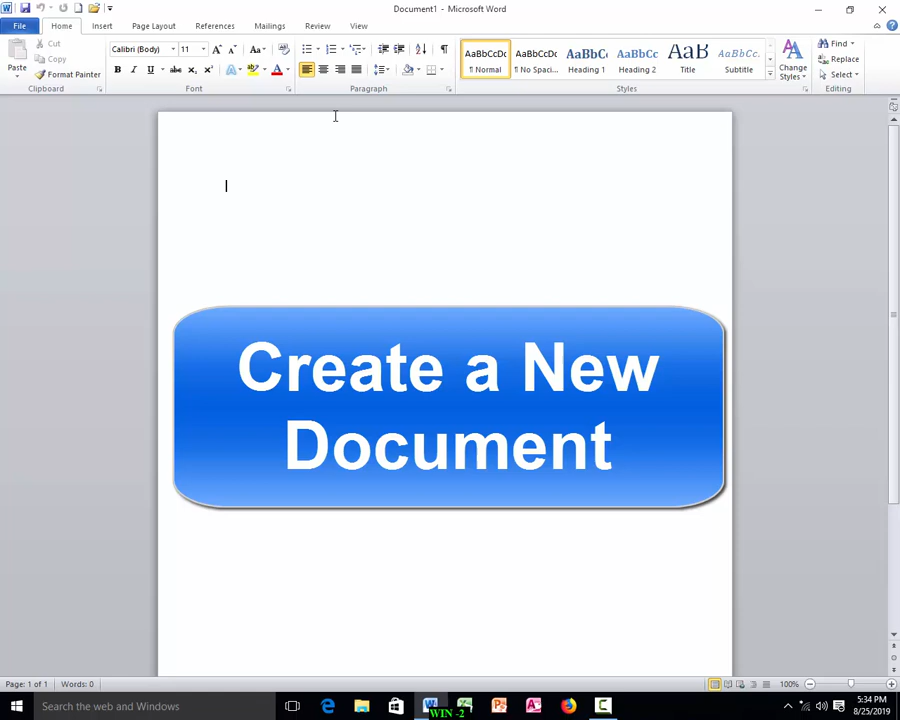 Document1 - Microsoft Word
File Home Insert Page Layout References Mailings Review View
Paste
Cut
Copy
Format Painter
Clipboard
Calibri (Body) 11
Font
Paragraph
AaBbCcDc AaBbCcDc AaBbCc AaBbCc AaB AaBbCc.
¶ Normal ¶ No Spaci... Heading 1 Heading 2 Title Subtitle
Change
Styles
Styles
Find
Replace
Select
Editing
Create a New
Document
Page: 1 of 1 Words: 0 100%
Search the web and Windows
WIN -2
5:34 PM
8/25/2019